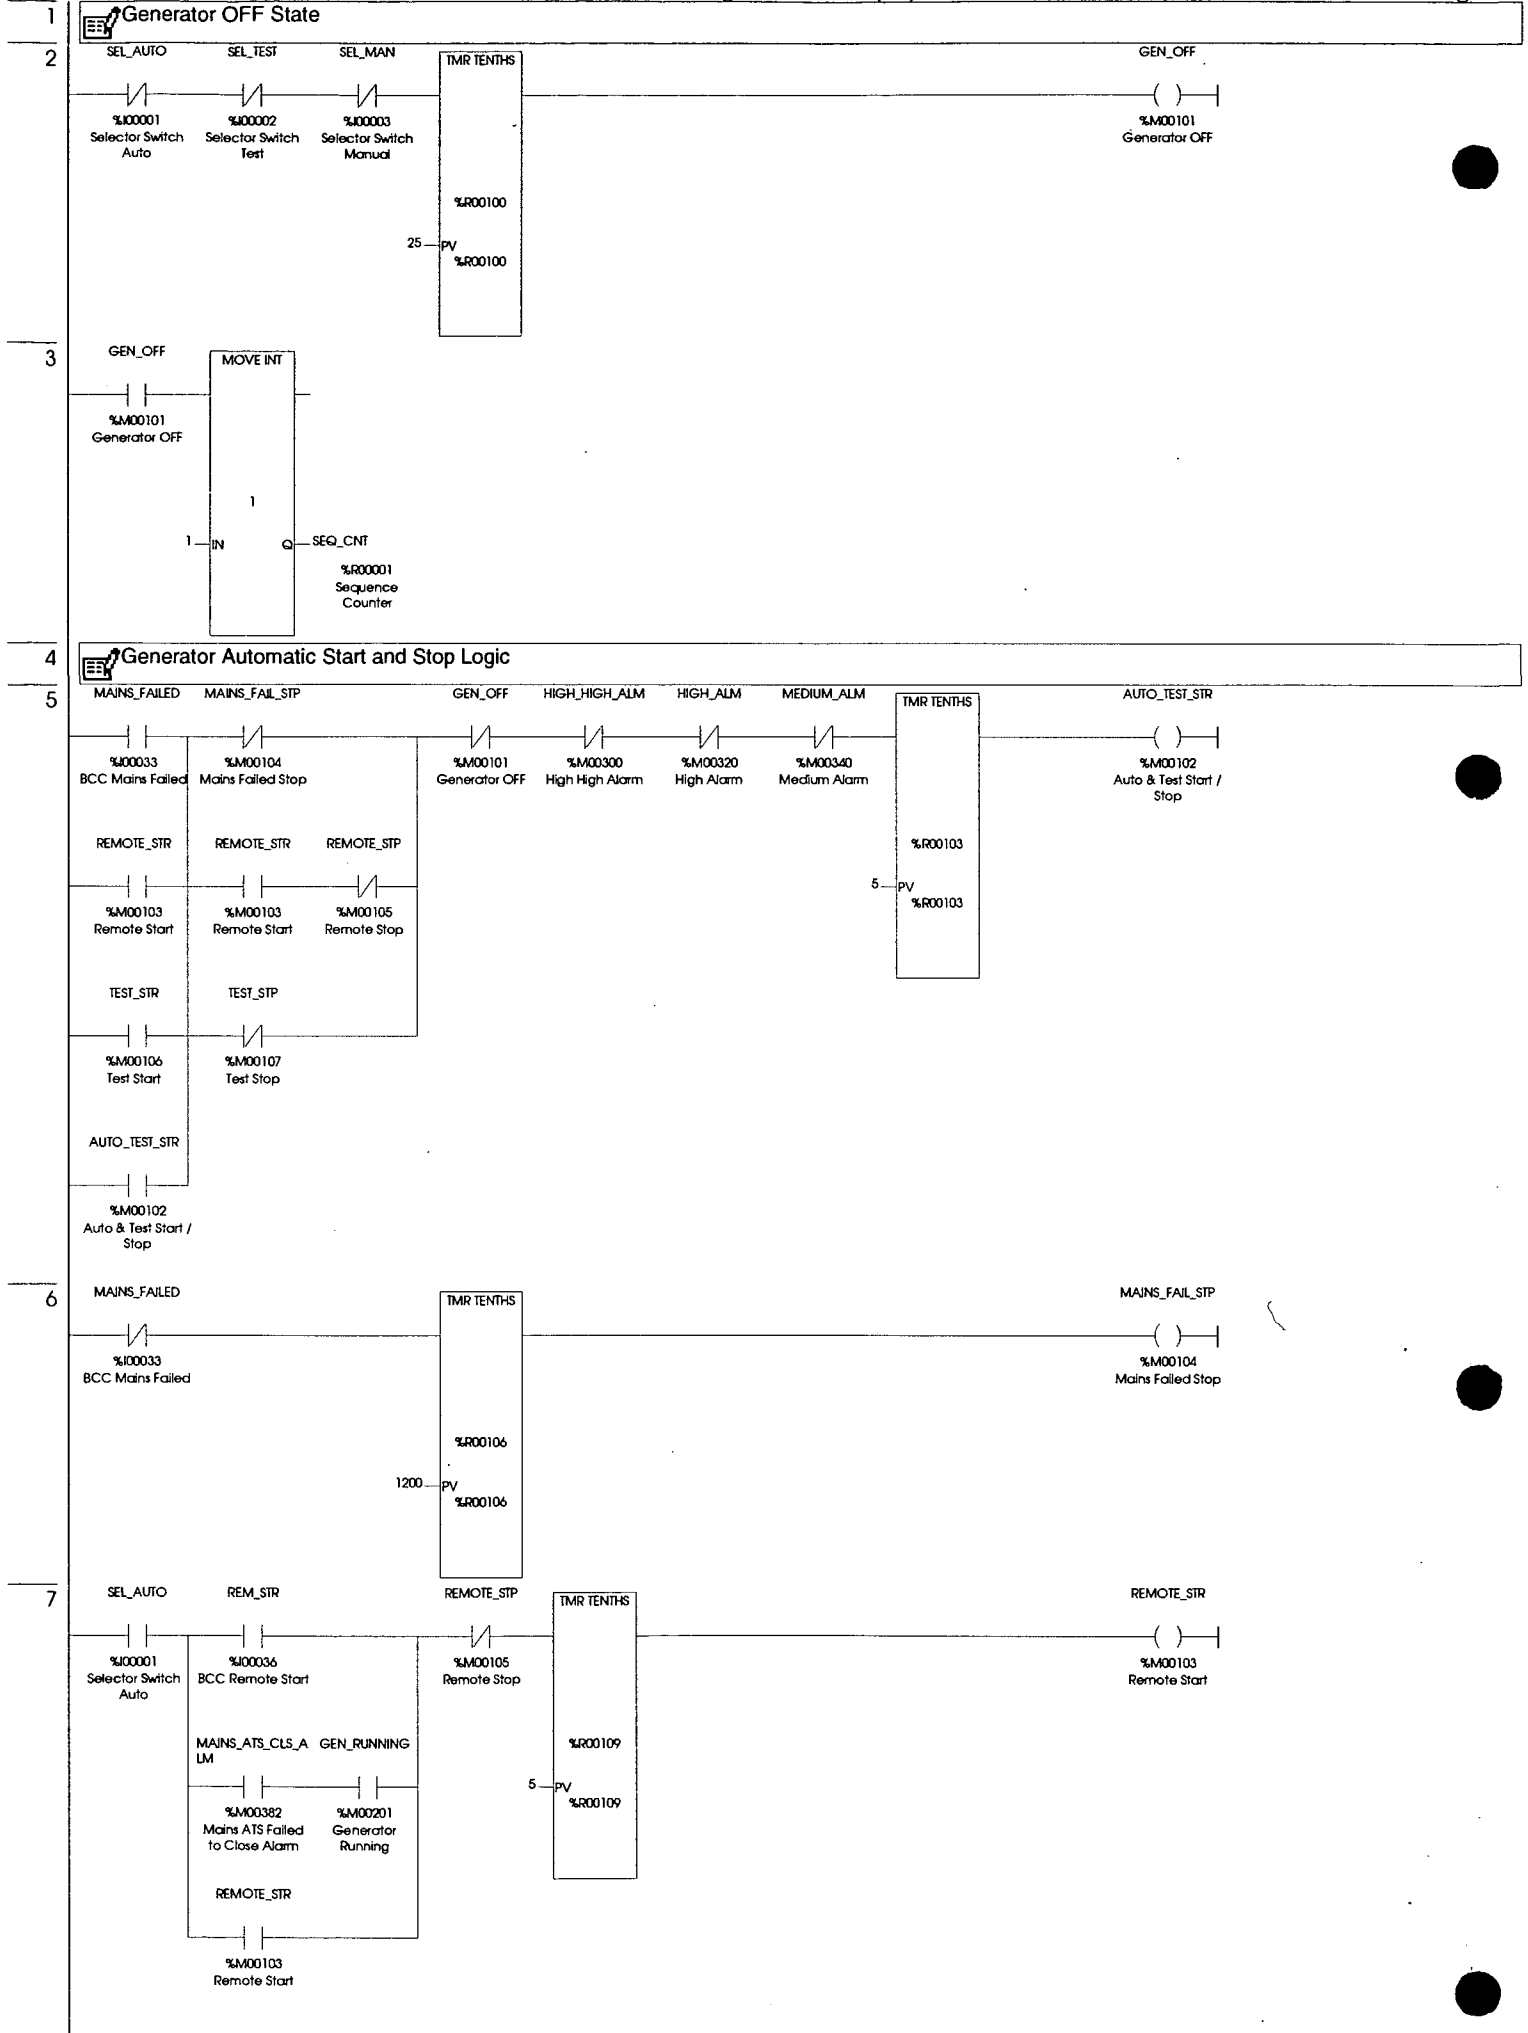 1
Generator OFF State
2
SEL_AUTO SEL_TEST SEL_MAN TMR TENTHS GEN_OFF
%I00001 %I00002 %I00003 %M00101
Selector Switch Selector Switch Selector Switch Generator OFF
Auto Test Manual
%R00100
25 PV
%R00100
3
GEN_OFF MOVE INT
%M00101
Generator OFF
1
1 IN Q SEQ_CNT
%R00001
Sequence
Counter
4
Generator Automatic Start and Stop Logic
5
MAINS_FAILED MAINS_FAIL_STP GEN_OFF HIGH_HIGH_ALM HIGH_ALM MEDIUM_ALM TMR TENTHS AUTO_TEST_STR
%I00033 %M00104 %M00101 %M00300 %M00320 %M00340 %M00102
BCC Mains Failed Mains Failed Stop Generator OFF High High Alarm High Alarm Medium Alarm Auto & Test Start /
Stop
REMOTE_STR REMOTE_STR REMOTE_STP %R00103
5 PV
%M00103 %M00103 %M00105 %R00103
Remote Start Remote Start Remote Stop
TEST_STR TEST_STP
%M00106 %M00107
Test Start Test Stop
AUTO_TEST_STR
%M00102
Auto & Test Start /
Stop
6
MAINS_FAILED TMR TENTHS MAINS_FAIL_STP
%I00033 %M00104
BCC Mains Failed Mains Failed Stop
%R00106
1200 PV
%R00106
7
SEL_AUTO REM_STR REMOTE_STP TMR TENTHS REMOTE_STR
%I00001 %I00036 %M00105 %M00103
Selector Switch BCC Remote Start Remote Stop Remote Start
Auto
MAINS_ATS_CLS_A GEN_RUNNING %R00109
LM
5 PV
%M00382 %M00201 %R00109
Mains ATS Failed Generator
to Close Alarm Running
REMOTE_STR
%M00103
Remote Start